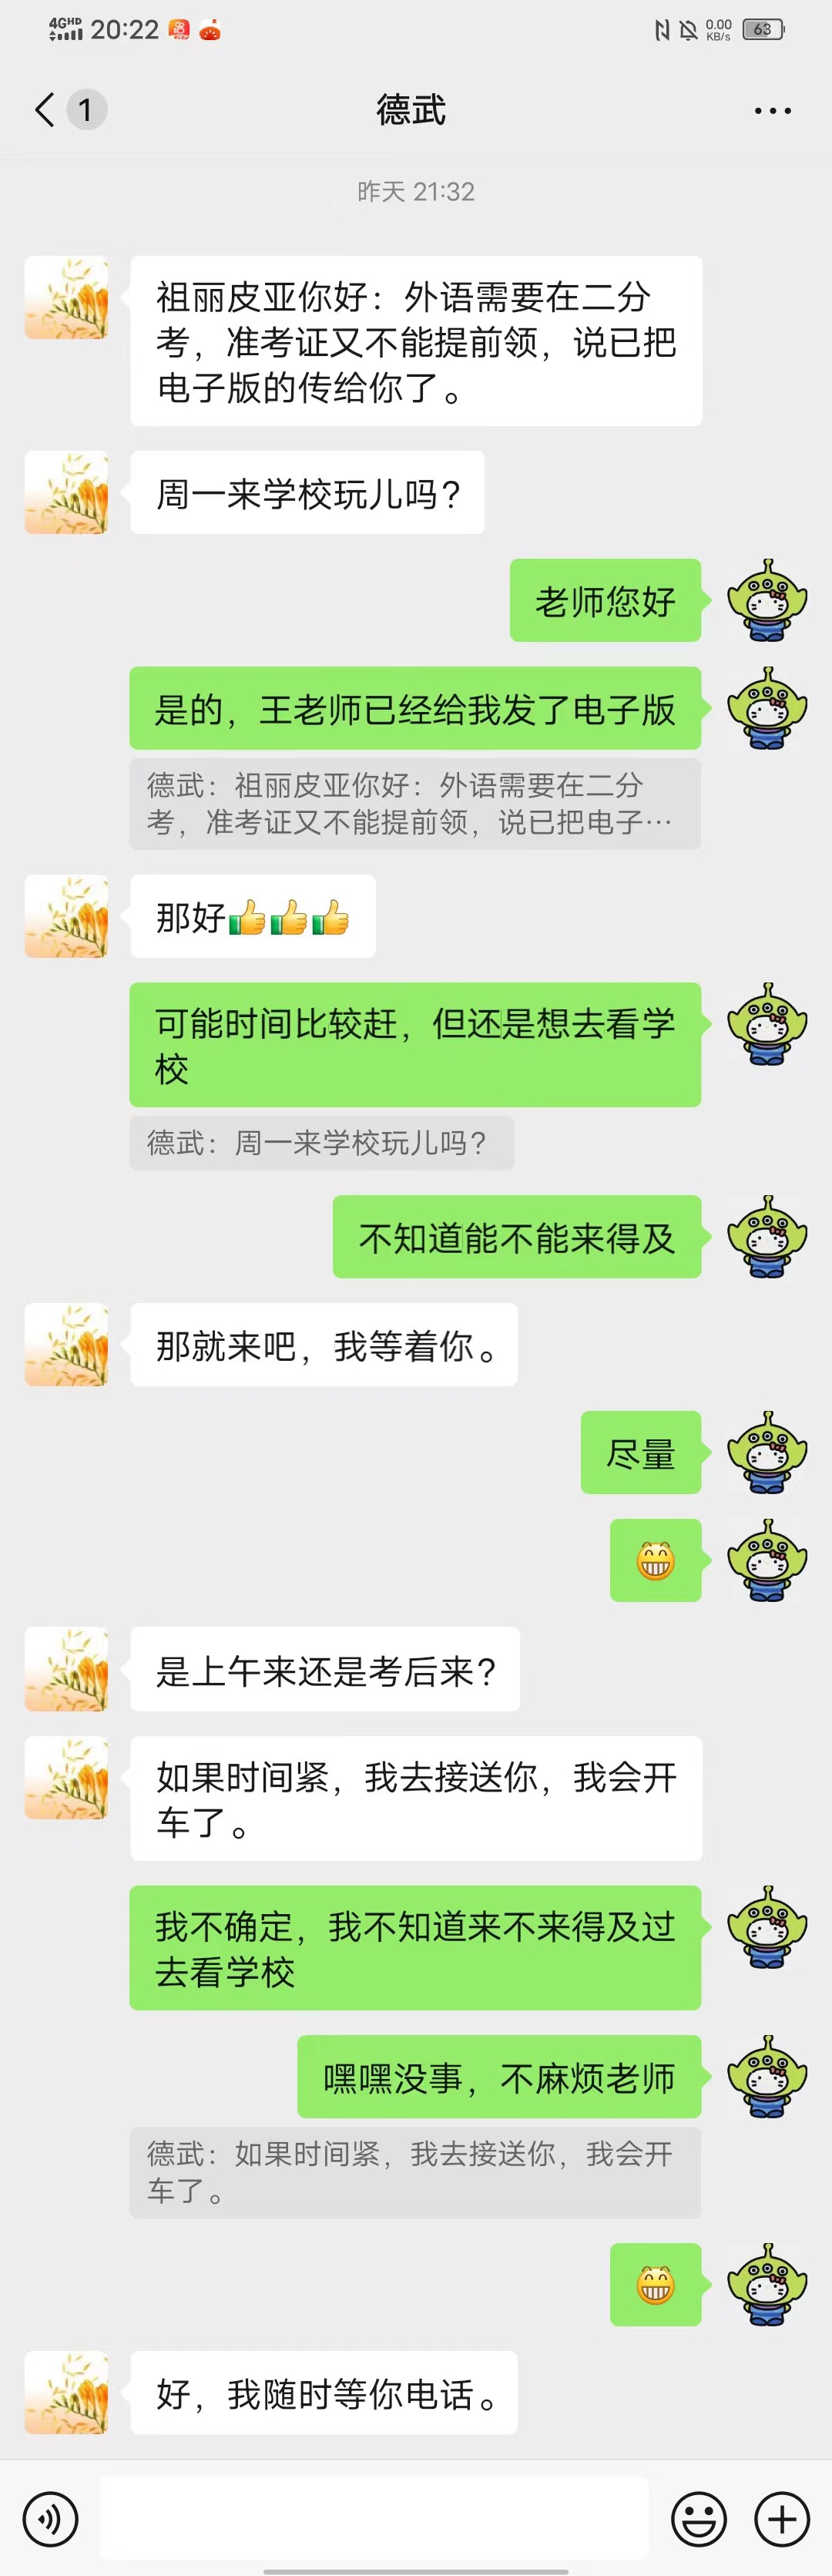 4GHD 20:22 0.00 KB/s 63
1 德武
昨天 21:32
祖丽皮亚你好：外语需要在二分
考，准考证又不能提前领，说已把
电子版的传给你了。
周一来学校玩儿吗？
老师您好
是的，王老师已经给我发了电子版
德武：祖丽皮亚你好：外语需要在二分
考，准考证又不能提前领，说已把电子…
那好👍👍👍
可能时间比较赶，但还是想去看学
校
德武：周一来学校玩儿吗？
不知道能不能来得及
那就来吧，我等着你。
尽量
😁
是上午来还是考后来？
如果时间紧，我去接送你，我会开
车了。
我不确定，我不知道来不来得及过
去看学校
嘿嘿没事，不麻烦老师
德武：如果时间紧，我去接送你，我会开
车了。
😁
好，我随时等你电话。